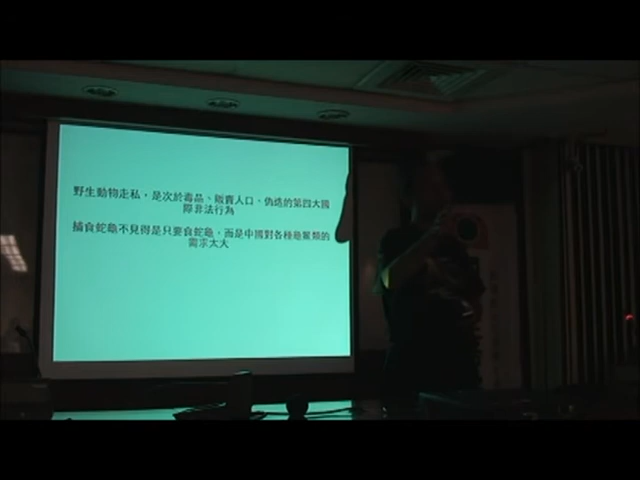 野生動物走私，是次於毒品、販賣人口、偽造的第四大國
際非法行為
捕食蛇龜不見得是只要食蛇龜，而是中國對各種龜鱉類的
需求太大